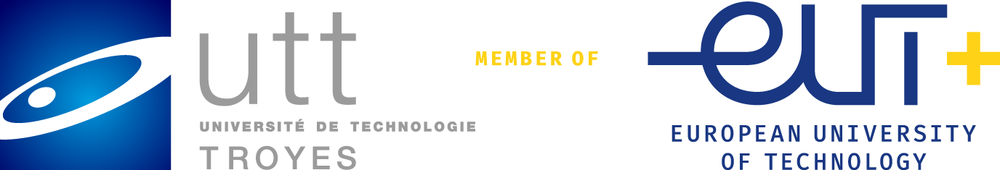 utt
UNIVERSITÉ DE TECHNOLOGIE
TROYES
MEMBER OF
EUT+
EUROPEAN UNIVERSITY
OF TECHNOLOGY